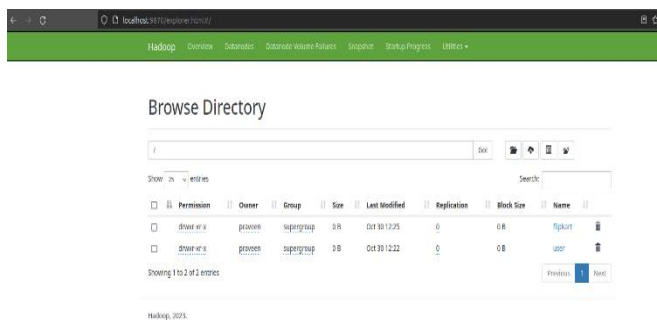 localhost:9870/explorer.html#/
Hadoop Overview Datanodes Datanode Volume Failures Snapshot Startup Progress Utilities
Browse Directory
/ Go!
Show 25 entries Search:
Permission Owner Group Size Last Modified Replication Block Size Name
drwxr-xr-x praveen supergroup 0 B Oct 30 12:25 0 0 B flipkart
drwxr-xr-x praveen supergroup 0 B Oct 30 12:22 0 0 B user
Showing 1 to 2 of 2 entries Previous 1 Next
Hadoop, 2023.